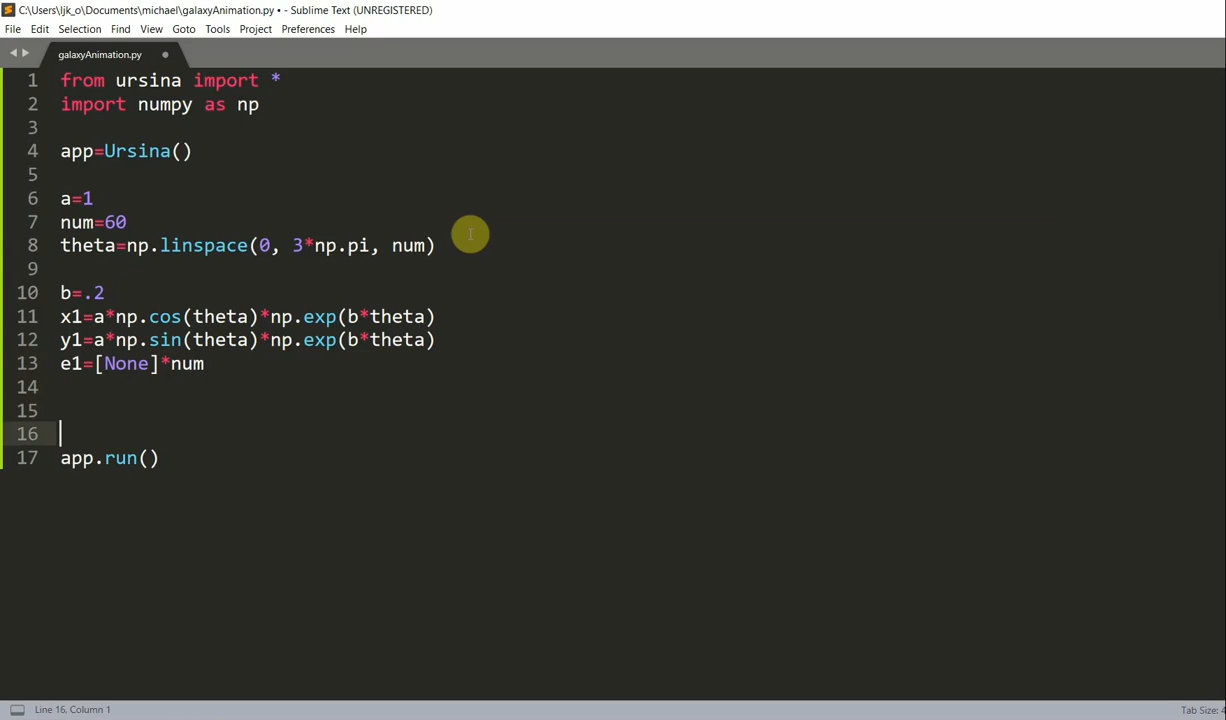 C:\Users\ljk_o\Documents\michael\galaxyAnimation.py • - Sublime Text (UNREGISTERED)
File Edit Selection Find View Goto Tools Project Preferences Help
galaxyAnimation.py
1 from ursina import *
2 import numpy as np
3
4 app=Ursina()
5
6 a=1
7 num=60
8 theta=np.linspace(0, 3*np.pi, num)
9
10 b=.2
11 x1=a*np.cos(theta)*np.exp(b*theta)
12 y1=a*np.sin(theta)*np.exp(b*theta)
13 e1=[None]*num
14
15
16
17 app.run()
Line 16, Column 1
Tab Size: 4